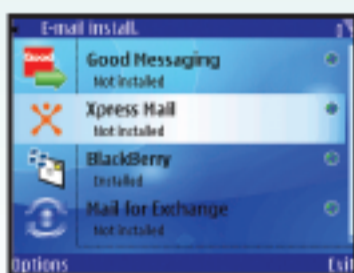 E-mail install.
Good
Good Messaging
Not installed
Xpress Mail
Not installed
BlackBerry
Installed
Mail for Exchange
Not installed
Options
Exit